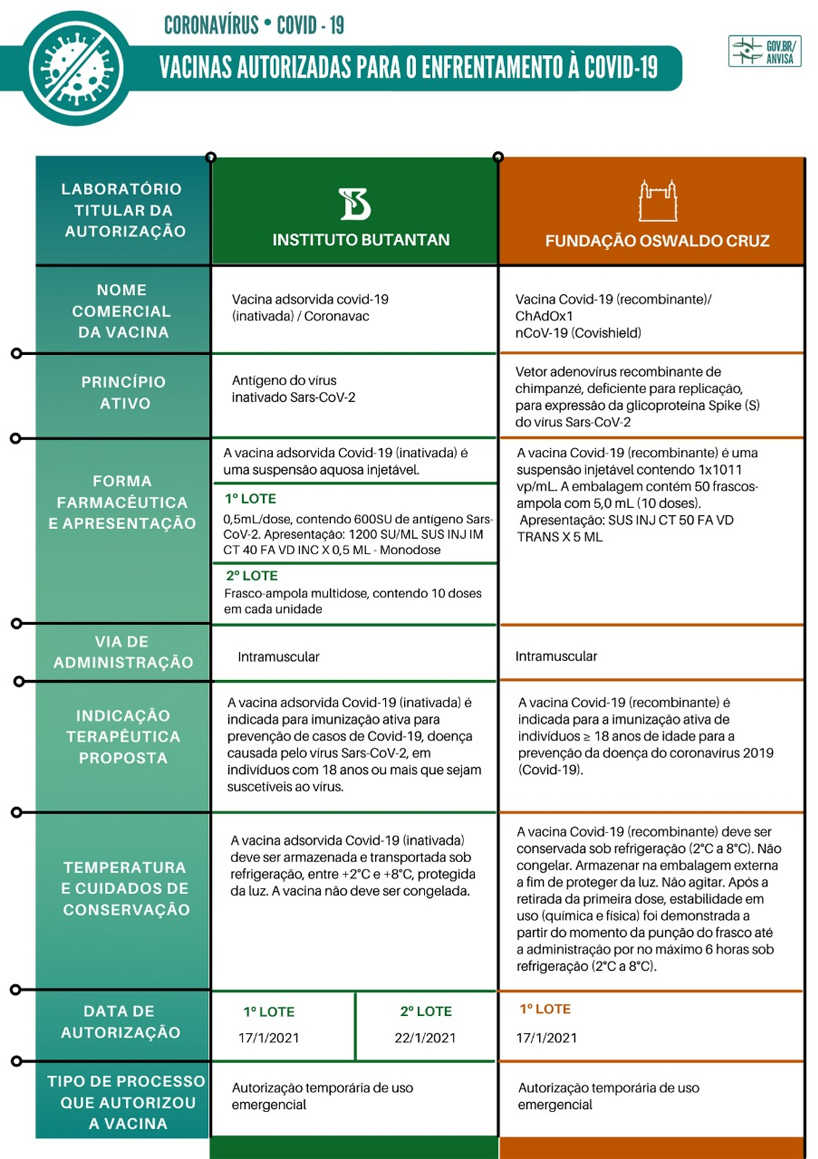 CORONAVÍRUS • COVID - 19
VACINAS AUTORIZADAS PARA O ENFRENTAMENTO À COVID-19
GOV.BR/
ANVISA
LABORATÓRIO
TITULAR DA
AUTORIZAÇÃO
INSTITUTO BUTANTAN
FUNDAÇÃO OSWALDO CRUZ
NOME
COMERCIAL
DA VACINA
Vacina adsorvida covid-19
(inativada) / Coronavac
Vacina Covid-19 (recombinante)/
ChAdOx1
nCoV-19 (Covishield)
PRINCÍPIO
ATIVO
Antígeno do vírus
inativado Sars-CoV-2
Vetor adenovírus recombinante de
chimpanzé, deficiente para replicação,
para expressão da glicoproteína Spike (S)
do vírus Sars-CoV-2
FORMA
FARMACÊUTICA
E APRESENTAÇÃO
A vacina adsorvida Covid-19 (inativada) é
uma suspensão aquosa injetável.
1º LOTE
0,5mL/dose, contendo 600SU de antígeno Sars-
CoV-2. Apresentação: 1200 SU/ML SUS INJ IM
CT 40 FA VD INC X 0,5 ML - Monodose
2º LOTE
Frasco-ampola multidose, contendo 10 doses
em cada unidade
A vacina Covid-19 (recombinante) é uma
suspensão injetável contendo 1x1011
vp/mL. A embalagem contém 50 frascos-
ampola com 5,0 mL (10 doses).
Apresentação: SUS INJ CT 50 FA VD
TRANS X 5 ML
VIA DE
ADMINISTRAÇÃO
Intramuscular
Intramuscular
INDICAÇÃO
TERAPÊUTICA
PROPOSTA
A vacina adsorvida Covid-19 (inativada) é
indicada para imunização ativa para
prevenção de casos de Covid-19, doença
causada pelo vírus Sars-CoV-2, em
indivíduos com 18 anos ou mais que sejam
suscetíveis ao vírus.
A vacina Covid-19 (recombinante) é
indicada para a imunização ativa de
indivíduos ≥ 18 anos de idade para a
prevenção da doença do coronavírus 2019
(Covid-19).
TEMPERATURA
E CUIDADOS DE
CONSERVAÇÃO
A vacina adsorvida Covid-19 (inativada)
deve ser armazenada e transportada sob
refrigeração, entre +2°C e +8°C, protegida
da luz. A vacina não deve ser congelada.
A vacina Covid-19 (recombinante) deve ser
conservada sob refrigeração (2°C a 8°C). Não
congelar. Armazenar na embalagem externa
a fim de proteger da luz. Não agitar. Após a
retirada da primeira dose, estabilidade em
uso (química e física) foi demonstrada a
partir do momento da punção do frasco até
a administração por no máximo 6 horas sob
refrigeração (2°C a 8°C).
DATA DE
AUTORIZAÇÃO
1º LOTE
17/1/2021
2º LOTE
22/1/2021
1º LOTE
17/1/2021
TIPO DE PROCESSO
QUE AUTORIZOU
A VACINA
Autorização temporária de uso
emergencial
Autorização temporária de uso
emergencial